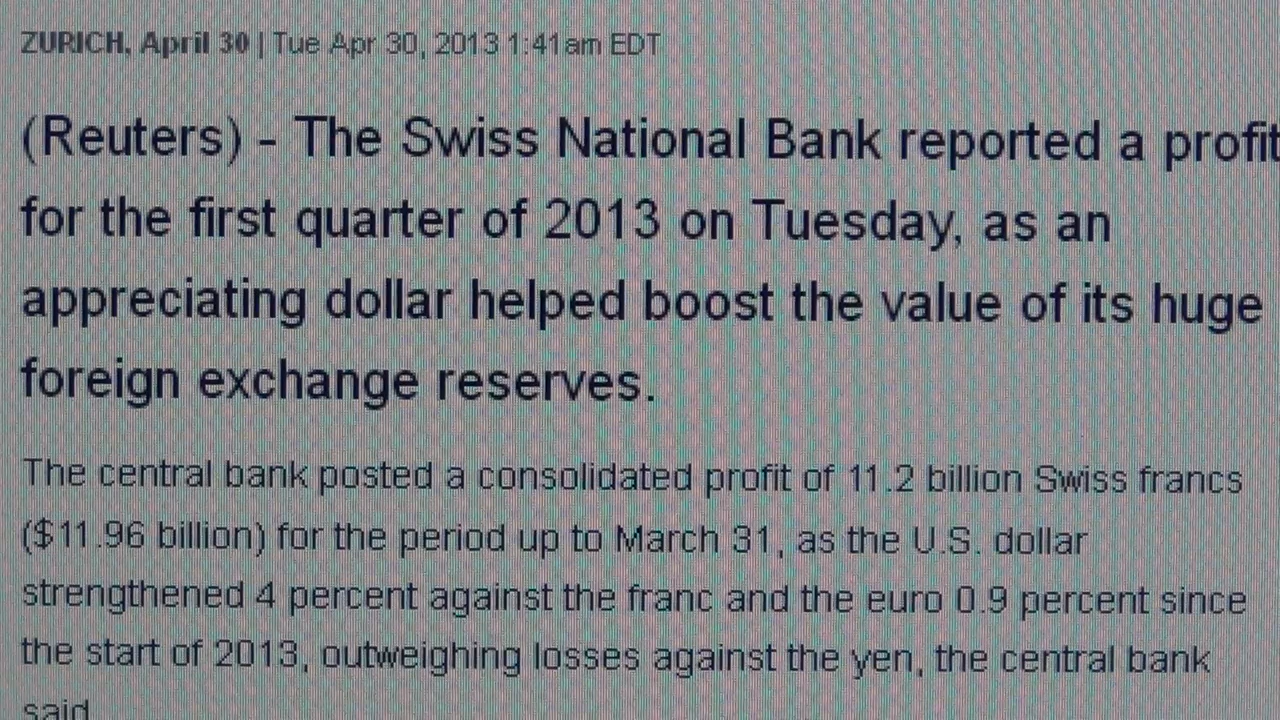 ZURICH, April 30 | Tue Apr 30, 2013 1:41am EDT
(Reuters) - The Swiss National Bank reported a profit
for the first quarter of 2013 on Tuesday, as an
appreciating dollar helped boost the value of its huge
foreign exchange reserves.
The central bank posted a consolidated profit of 11.2 billion Swiss francs
($11.96 billion) for the period up to March 31, as the U.S. dollar
strengthened 4 percent against the franc and the euro 0.9 percent since
the start of 2013, outweighing losses against the yen, the central bank
said